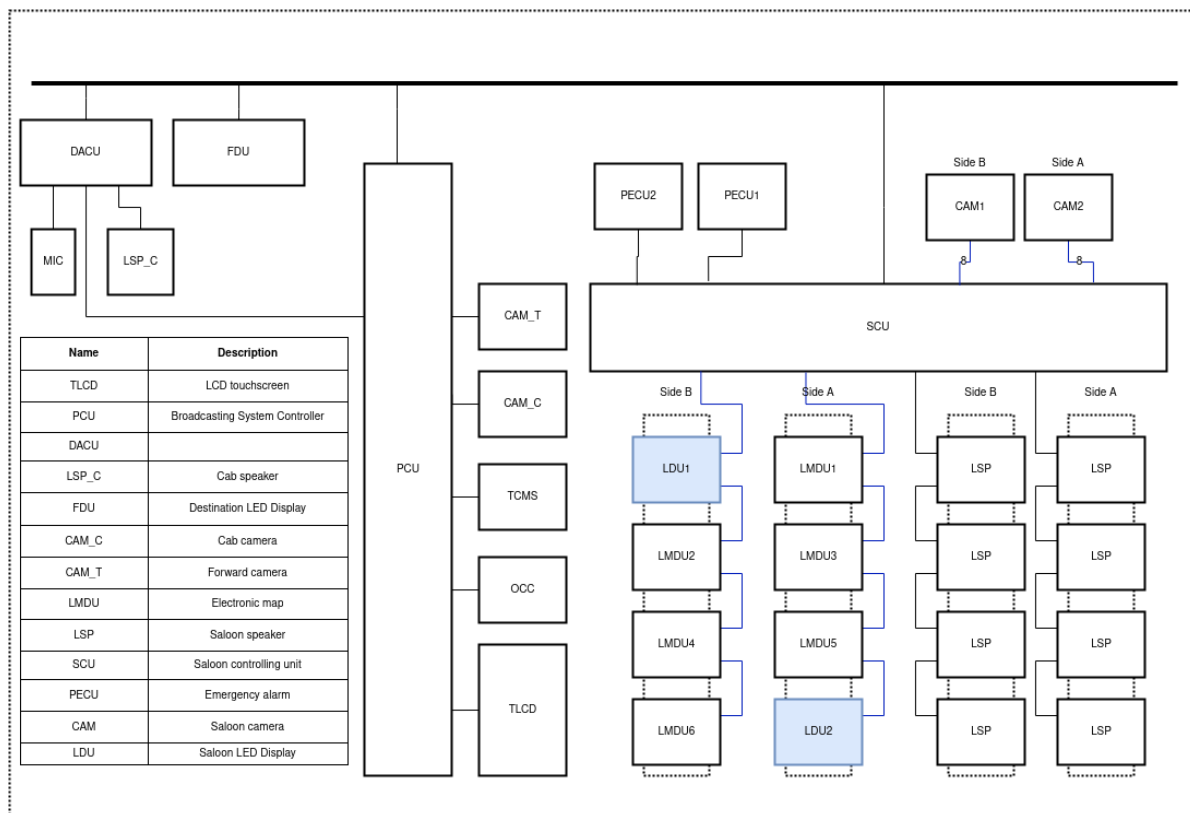 DACU
FDU
MIC
LSP_C
PCU
CAM_T
CAM_C
TCMS
OCC
TLCD
PECU2
PECU1
Side B
Side A
CAM1
CAM2
8
8
SCU
Side B
Side A
Side B
Side A
LDU1
LMDU1
LSP
LSP
LMDU2
LMDU3
LSP
LSP
LMDU4
LMDU5
LSP
LSP
LMDU6
LDU2
LSP
LSP
Name Description
TLCD LCD touchscreen
PCU Broadcasting System Controller
DACU
LSP_C Cab speaker
FDU Destination LED Display
CAM_C Cab camera
CAM_T Forward camera
LMDU Electronic map
LSP Saloon speaker
SCU Saloon controlling unit
PECU Emergency alarm
CAM Saloon camera
LDU Saloon LED Display